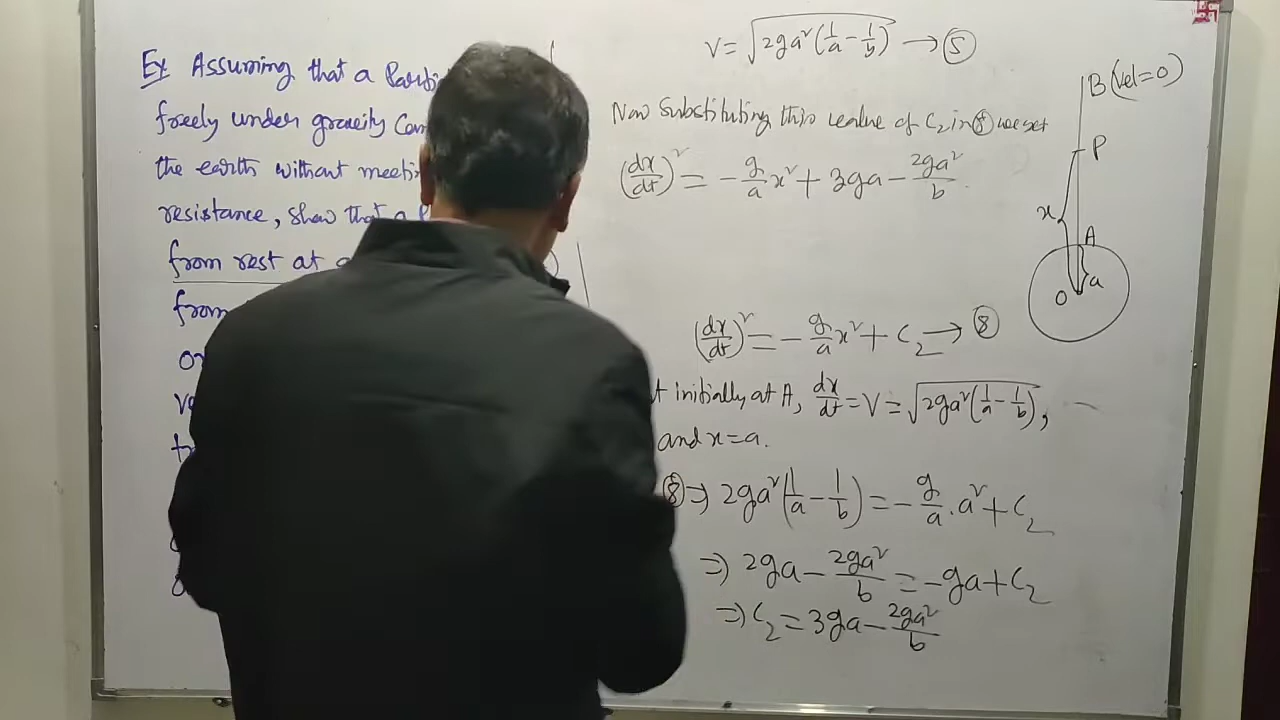 Ex Assuming that a
freely under gravity
the earth without
resistance, show that a
from rest at
from
V = √(2ga²(1/a - 1/b)) → ⑤
Now substituting this value of C₂ in ⑧ we get
(dx/dt)² = -g/a x² + 3ga - 2ga²/b.
(dx/dt)² = -g/a x² + C₂ → ⑧
initially at A, dx/dt = V = √(2ga²(1/a - 1/b)),
and x=a.
⑧ ⇒ 2ga²(1/a - 1/b) = -g/a . a² + C₂
⇒ 2ga - 2ga²/b = -ga + C₂
⇒ C₂ = 3ga - 2ga²/b
B (vel=0)
P
x
A
O a